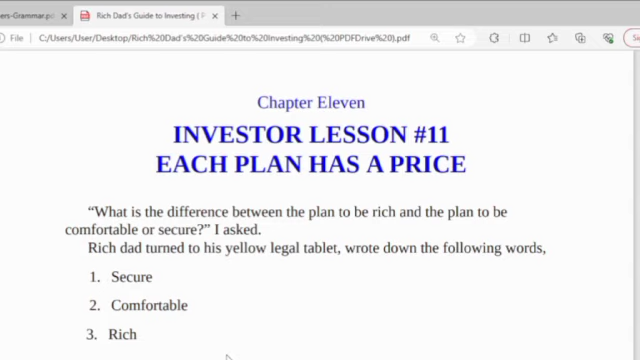 ers-Grammar.pd
Rich Dad's Guide to Investing ( P
File
C:/Users/User/Desktop/Rich%20Dad's%20Guide%20to%20Investing%20(%20PDFDrive%20).pdf
Chapter Eleven
INVESTOR LESSON #11
EACH PLAN HAS A PRICE
“What is the difference between the plan to be rich and the plan to be
comfortable or secure?” I asked.
Rich dad turned to his yellow legal tablet, wrote down the following words,
1. Secure
2. Comfortable
3. Rich